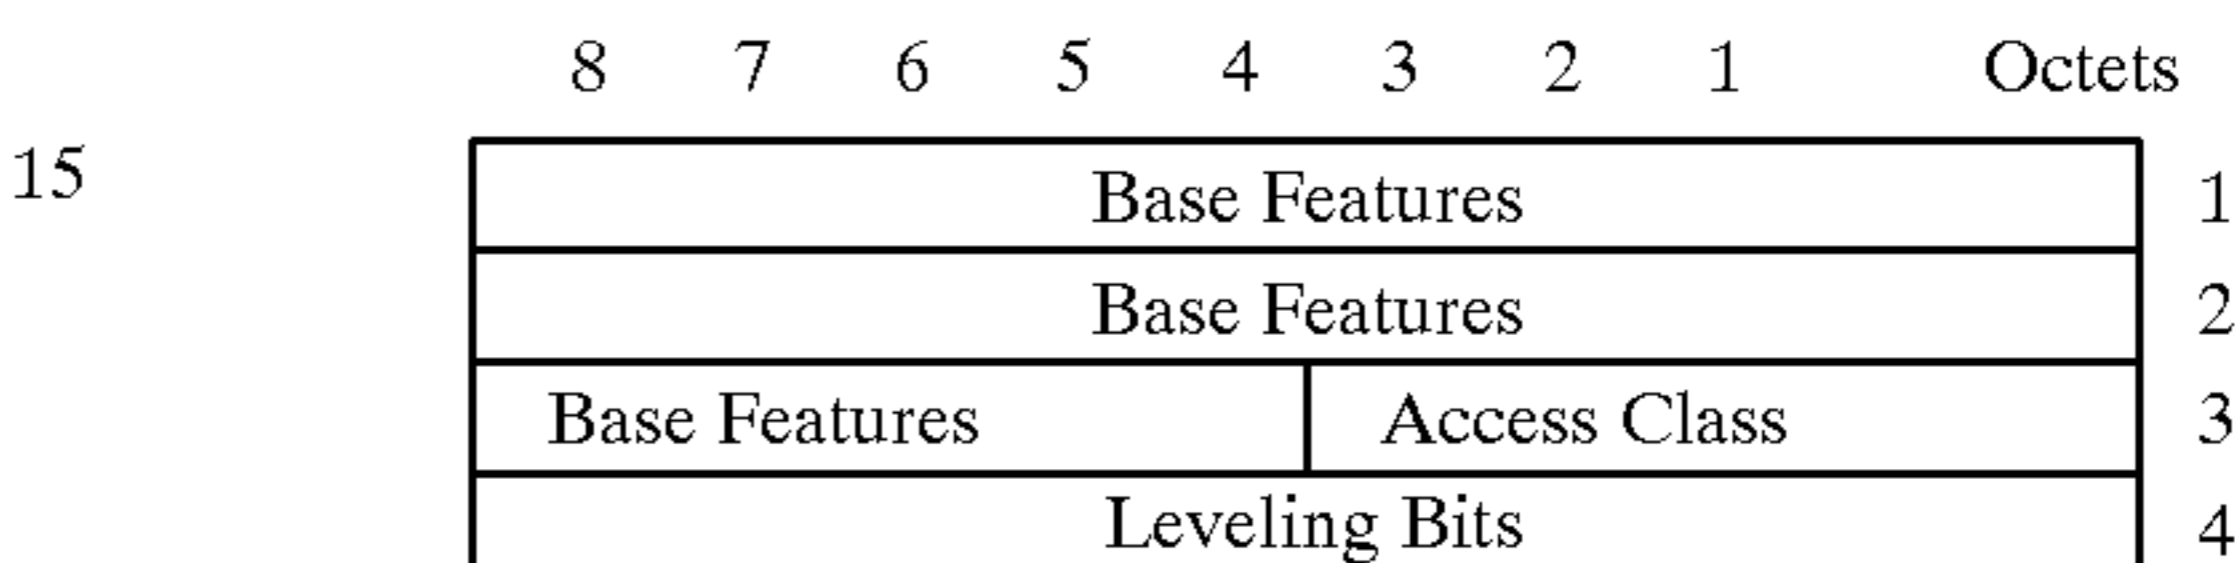 8 7 6 5 4 3 2 1 Octets
15 Base Features 1
Base Features 2
Base Features Access Class 3
Leveling Bits 4